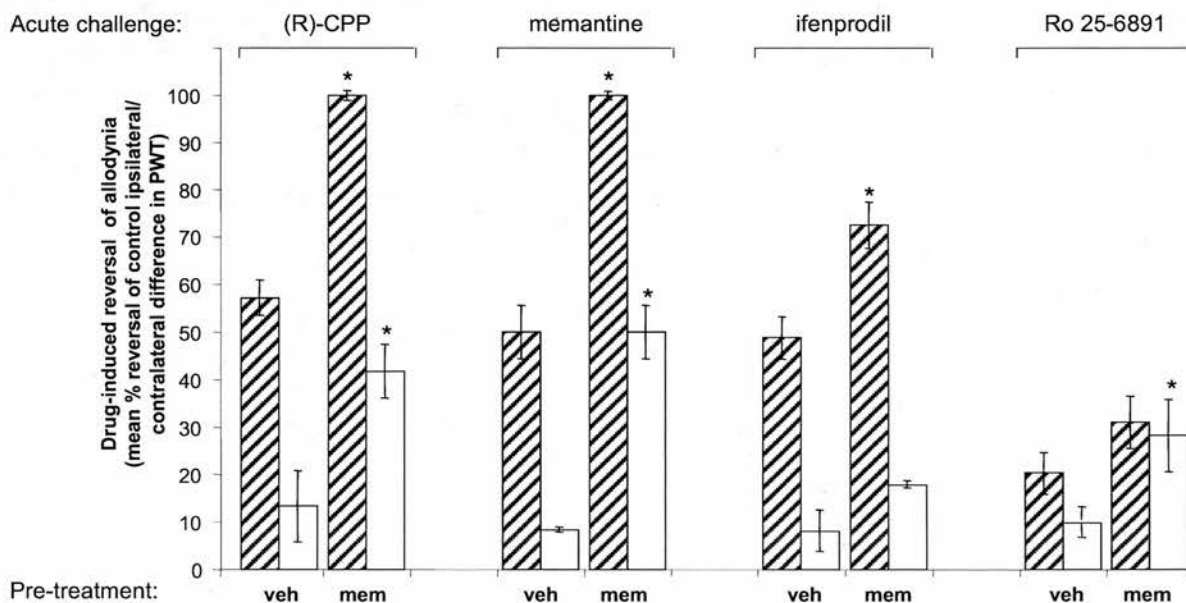 Acute challenge: (R)-CPP memantine ifenprodil Ro 25-6891
Drug-induced reversal of allodynia
(mean % reversal of control ipsilateral/
contralateral difference in PWT)
100
90
80
70
60
50
40
30
20
10
0
* * * * * * *
Pre-treatment: veh mem veh mem veh mem veh mem